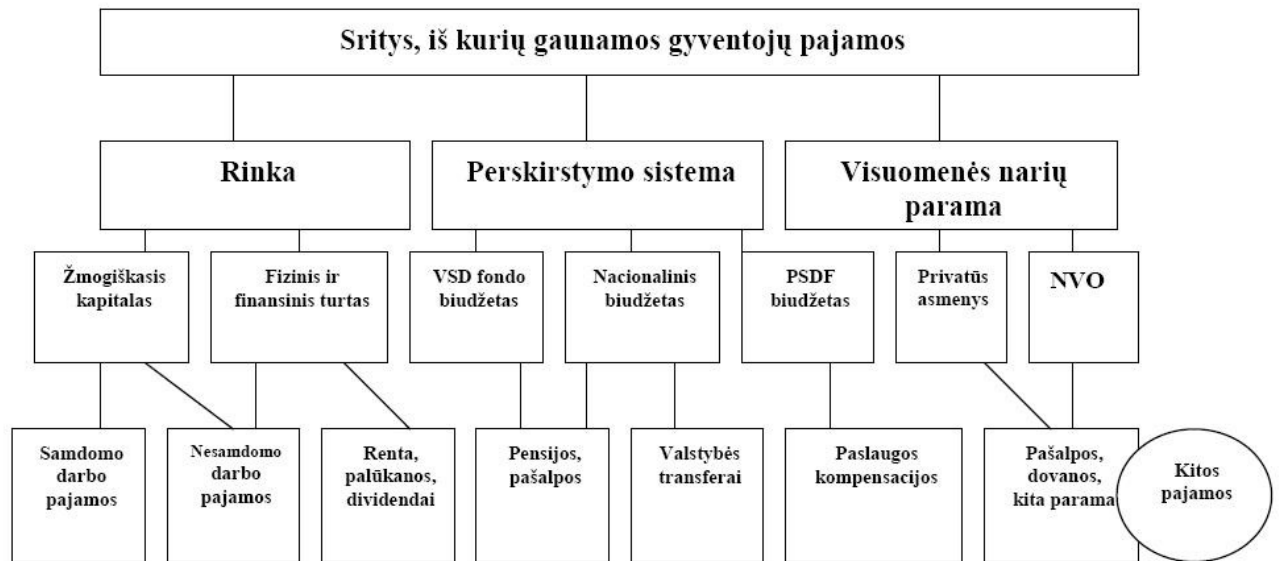 Sritys, iš kurių gaunamos gyventojų pajamos
Rinka
Perskirstymo sistema
Visuomenės narių
parama
Žmogiškasis
kapitalas
Fizinis ir
finansinis turtas
VSD fondo
biudžetas
Nacionalinis
biudžetas
PSDF
biudžetas
Privatūs
asmenys
NVO
Samdomo
darbo
pajamos
Nesamdomo
darbo
pajamos
Renta,
palūkanos,
dividendai
Pensijos,
pašalpos
Valstybės
transferai
Paslaugos
kompensacijos
Pašalpos,
dovanos,
kita parama
Kitos
pajamos